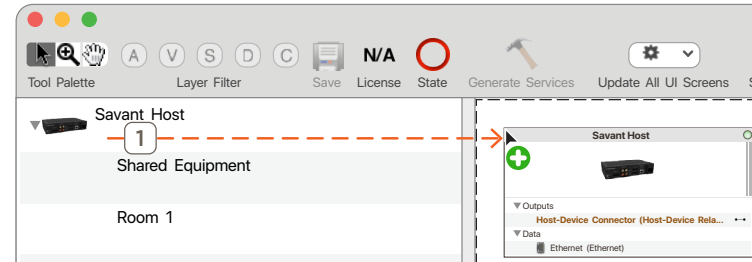 A V S D C N/A
Tool Palette Layer Filter Save License State Generate Services Update All UI Screens S
Savant Host
1
Shared Equipment
Room 1
Savant Host
Outputs
Host-Device Connector (Host-Device Rela...
Data
Ethernet (Ethernet)